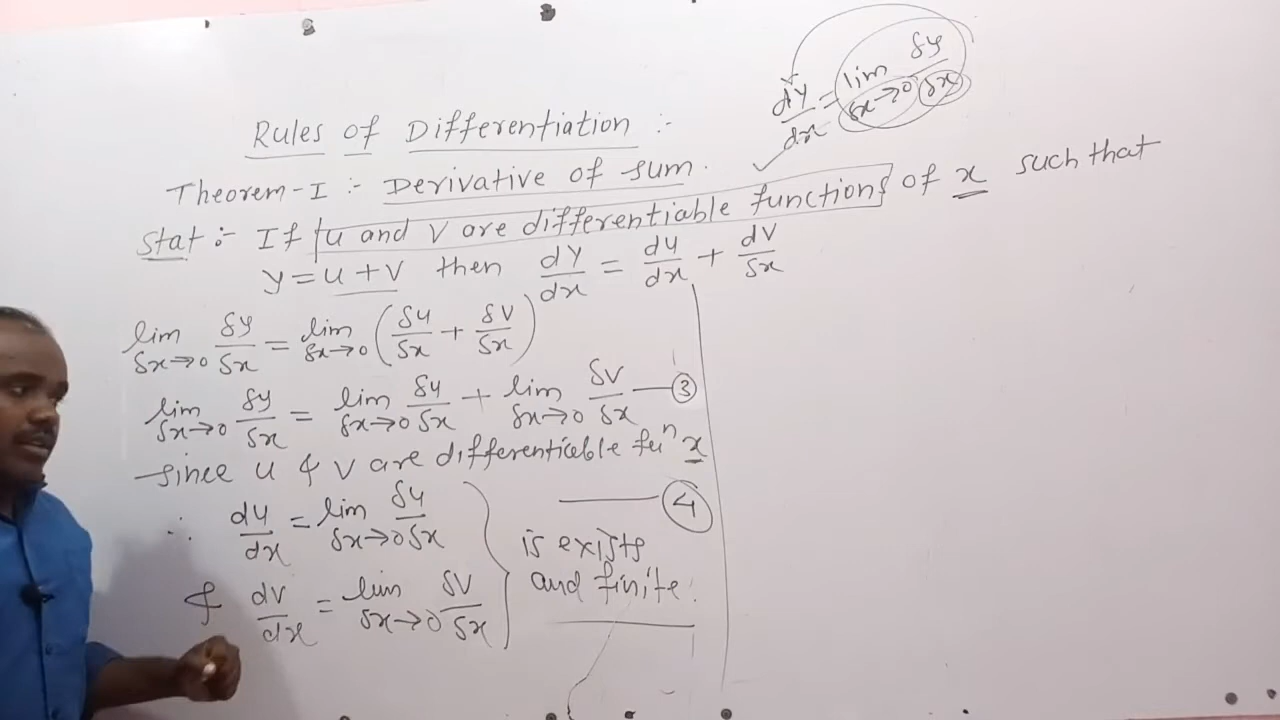 dy/dx = lim δx→0 δy/δx
Rules of Differentiation :-
Theorem-I :- Derivative of sum.
Stat :- If u and v are differentiable functions of x such that
y = u + v then dy/dx = du/dx + dv/δx
lim δx→0 δy/δx = lim δx→0 (δu/δx + δv/δx)
lim δx→0 δy/δx = lim δx→0 δu/δx + lim δx→0 δv/δx — ③
since u & v are differenticable fuⁿ x
∴ du/dx = lim δx→0 δu/δx — ④
is exists
and finite.
& dv/dx = lim δx→0 δv/δx